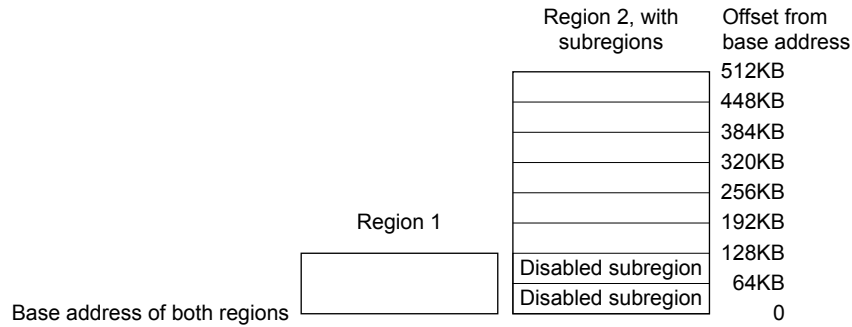 Region 2, with
subregions
Offset from
base address
512KB
448KB
384KB
320KB
256KB
192KB
Region 1
128KB
Disabled subregion
64KB
Disabled subregion
Base address of both regions
0